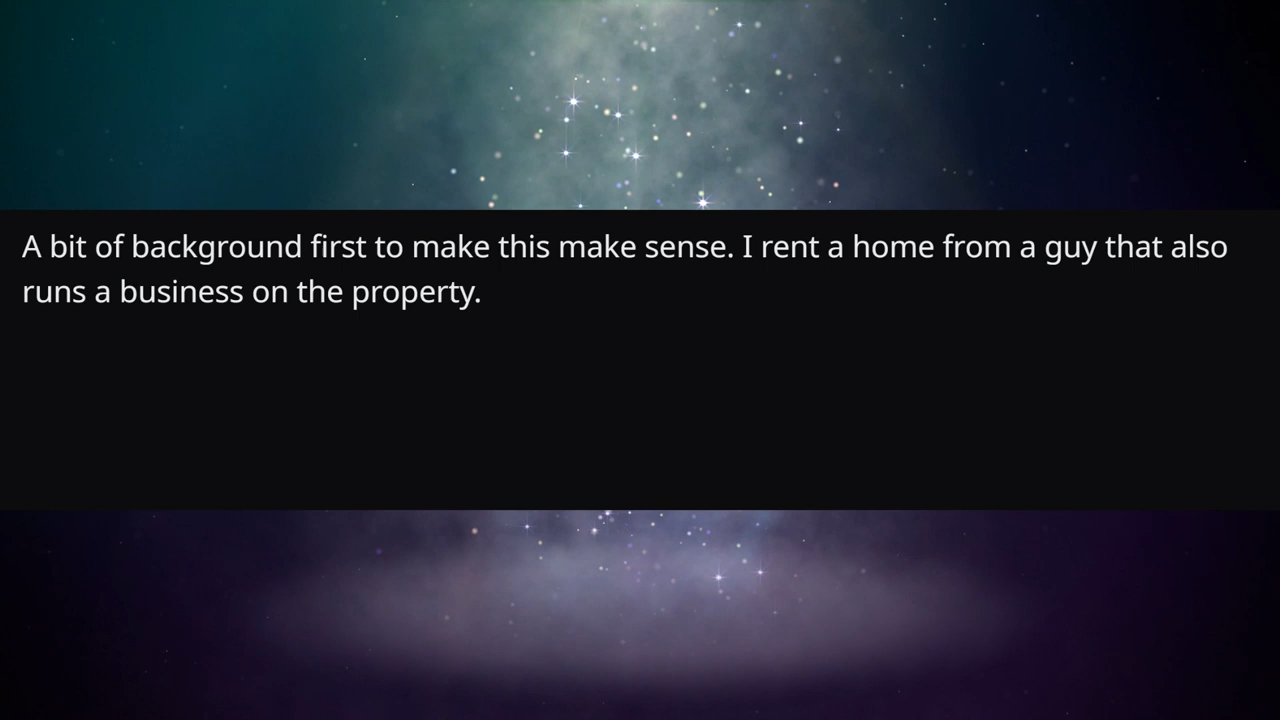 A bit of background first to make this make sense. I rent a home from a guy that also
runs a business on the property.